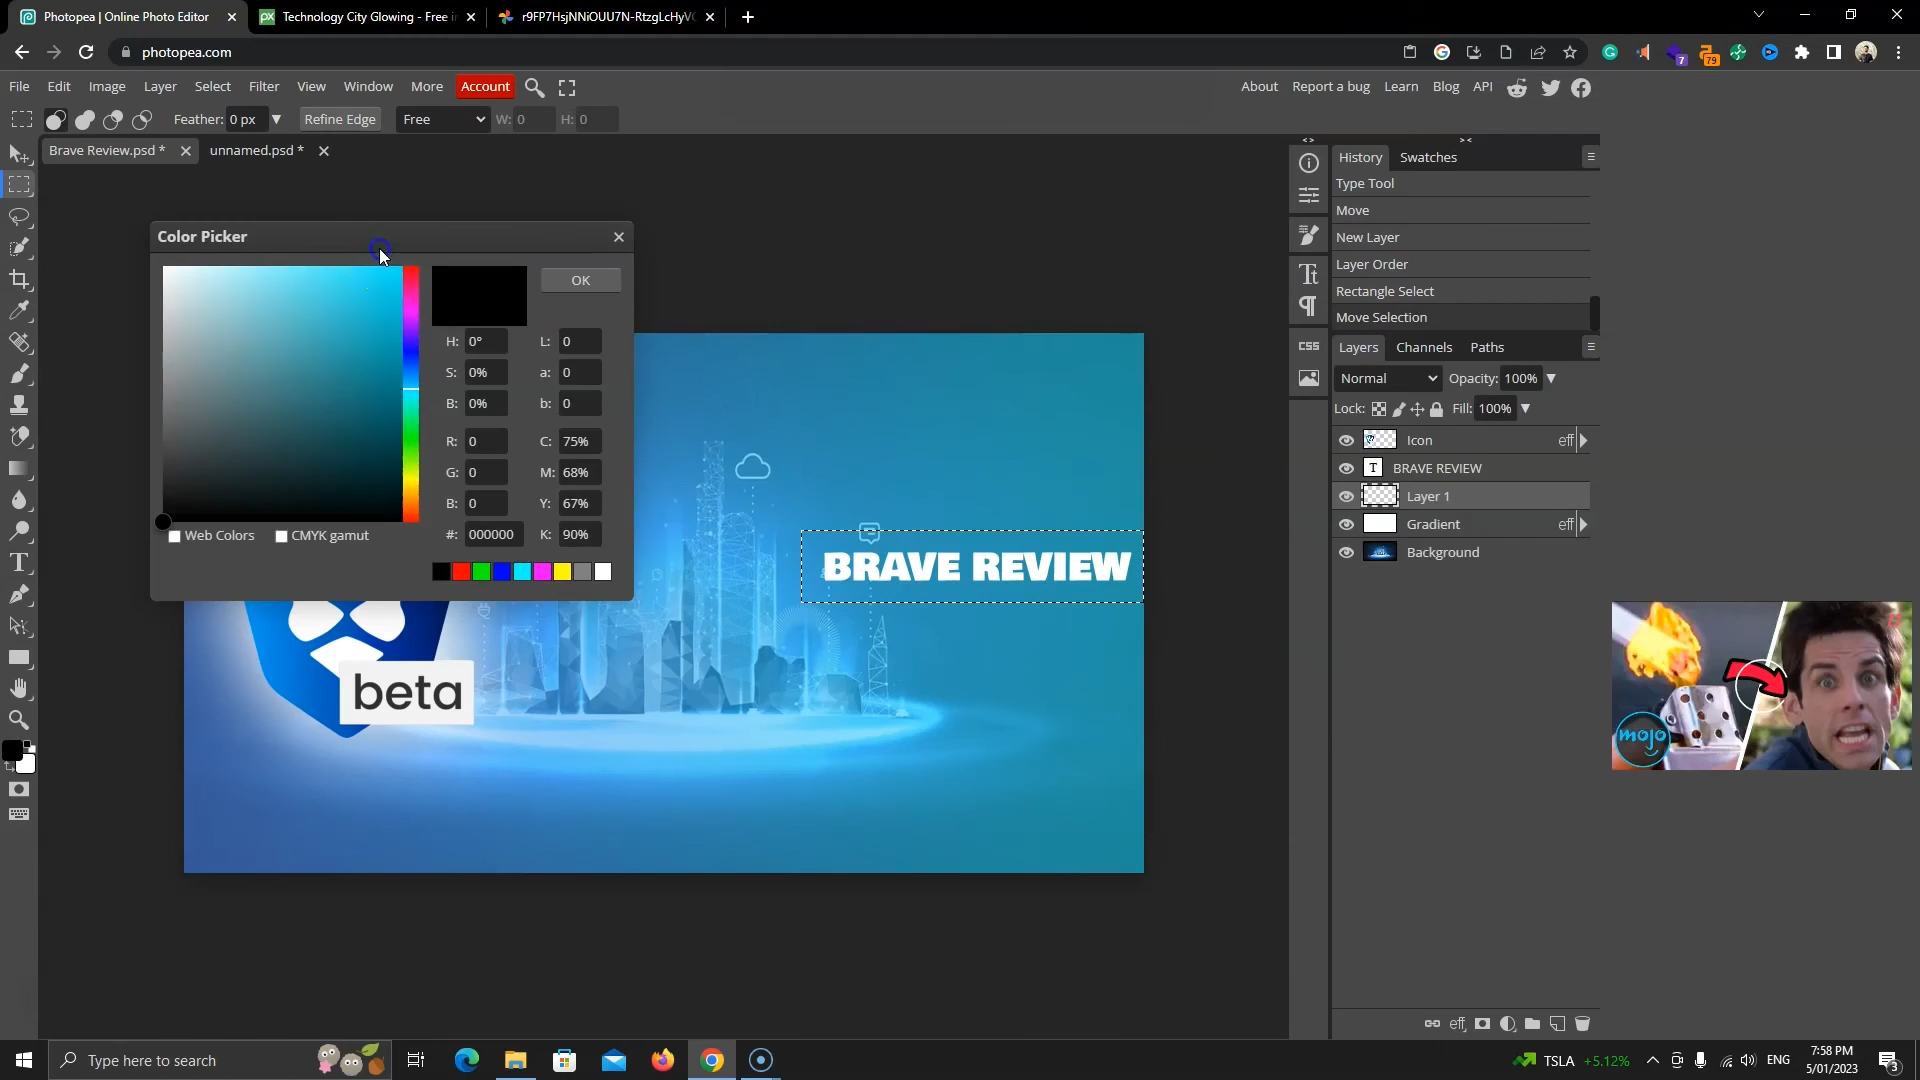 Photopea | Online Photo Editor
Technology City Glowing - Free i
r9FP7HsjNNiOUU7N-RtzgLcHyV
photopea.com
7
79
File Edit Image Layer Select Filter View Window More Account
About Report a bug Learn Blog API
Feather: 0 px Refine Edge Free W: 0 H: 0
Brave Review.psd *
unnamed.psd *
History Swatches
Type Tool
Move
New Layer
Layer Order
Rectangle Select
Move Selection
Color Picker
OK
H: 0° L: 0
S: 0% a: 0
B: 0% b: 0
R: 0 C: 75%
G: 0 M: 68%
B: 0 Y: 67%
#: 000000 K: 90%
Web Colors CMYK gamut
CSS
Layers Channels Paths
Normal Opacity: 100%
Lock: Fill: 100%
Icon eff
T BRAVE REVIEW
Layer 1
Gradient eff
Background
BRAVE REVIEW
beta
mojo
eff
Type here to search
TSLA +5.12%
ENG
7:58 PM
5/01/2023
3